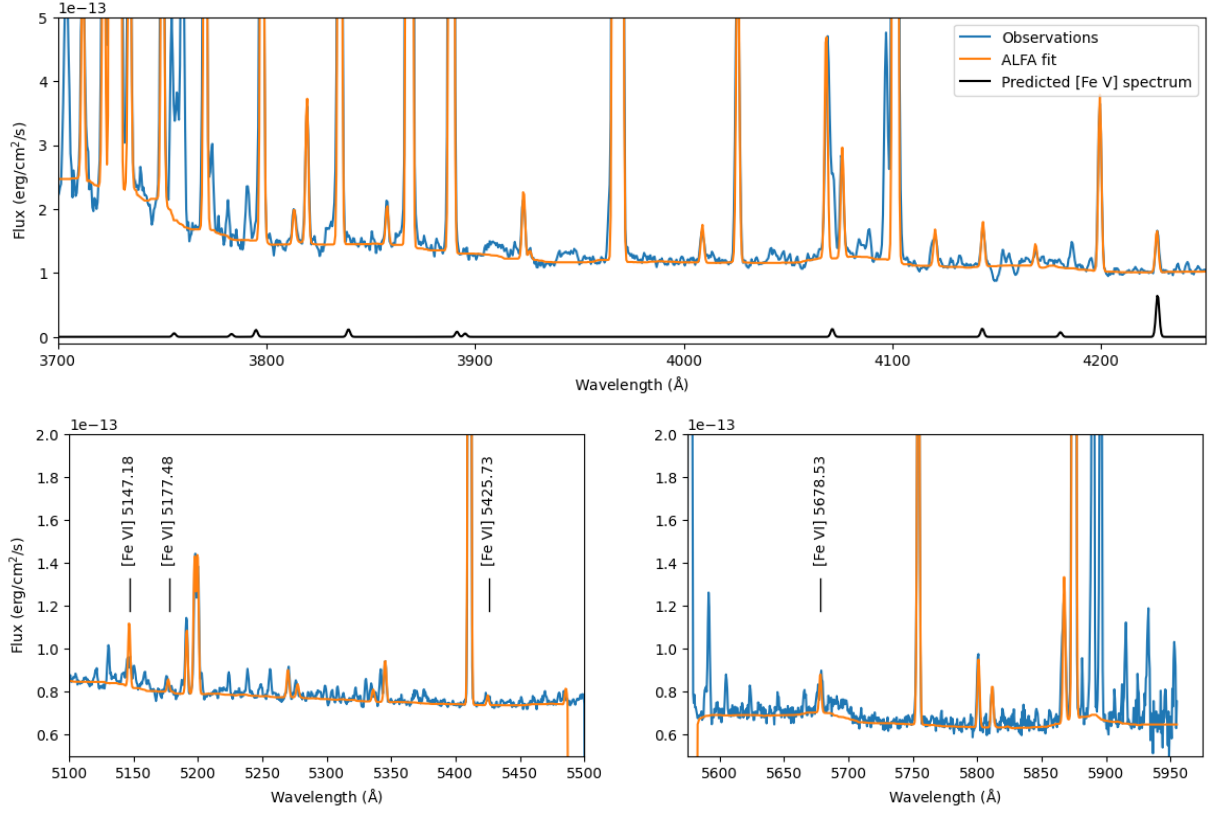 1e−13
Flux (erg/cm²/s)
5
4
3
2
1
0
Observations
ALFA fit
Predicted [Fe V] spectrum
3700 3800 3900 4000 4100 4200
Wavelength (Å)
1e−13
Flux (erg/cm²/s)
2.0
1.8
1.6
1.4
1.2
1.0
0.8
0.6
[Fe VI] 5147.18
[Fe VI] 5177.48
[Fe VI] 5425.73
5100 5150 5200 5250 5300 5350 5400 5450 5500
Wavelength (Å)
1e−13
2.0
1.8
1.6
1.4
1.2
1.0
0.8
0.6
[Fe VI] 5678.53
5600 5650 5700 5750 5800 5850 5900 5950
Wavelength (Å)